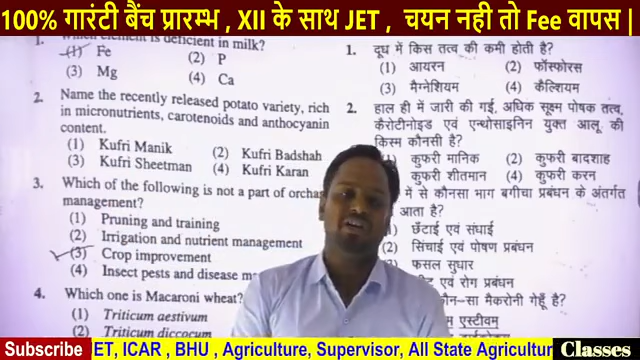 100% गारंटी बैंच प्रारम्भ , XII के साथ JET , चयन नही तो Fee वापस |
1. Which element is deficient in milk?
(1) Fe
(2) P
(3) Mg
(4) Ca
2. Name the recently released potato variety, rich
in micronutrients, carotenoids and anthocyanin
content.
(1) Kufri Manik
(2) Kufri Badshah
(3) Kufri Sheetman
(4) Kufri Karan
3. Which of the following is not a part of orchard
management?
(1) Pruning and training
(2) Irrigation and nutrient management
(3) Crop improvement
(4) Insect pests and disease
4. Which one is Macaroni wheat?
(1) Triticum aestivum
(2) Triticum diccocum
1. दूध में किस तत्व की कमी होती है?
(1) आयरन
(2) फॉस्फोरस
(3) मैग्नेशियम
(4) कैल्शियम
2. हाल ही में जारी की गई, अधिक सूक्ष्म पोषक तत्व,
कैरोटीनोइड एवं एन्थोसाइनिन युक्त आलू की
किस्म कौनसी है?
कुफरी मानिक
(2) कुफरी बादशाह
कुफरी शीतमान
(4) कुफरी करन
में से कौनसा भाग बगीचा प्रबंधन के अंतर्गत
आता है?
छँटाई एवं संधाई
सिंचाई एवं पोषण प्रबंधन
फसल सुधार
एवं रोग प्रबंधन
मैकरोनी गेहूँ है?
एस्टीवम
Subscribe
ET, ICAR , BHU , Agriculture, Supervisor, All State Agricultur
Classes